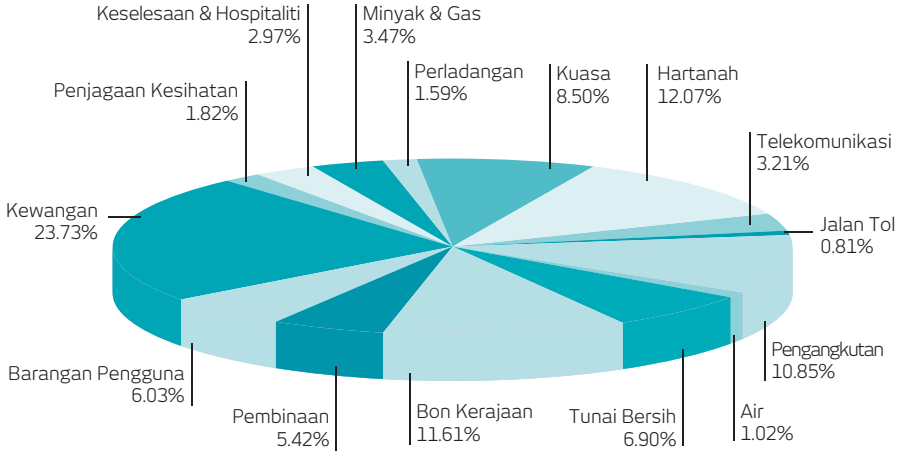 Keselesaan & Hospitaliti
2.97%
Minyak & Gas
3.47%
Perladangan
1.59%
Kuasa
8.50%
Hartanah
12.07%
Penjagaan Kesihatan
1.82%
Telekomunikasi
3.21%
Kewangan
23.73%
Jalan Tol
0.81%
Pengangkutan
10.85%
Barangan Pengguna
6.03%
Pembinaan
5.42%
Bon Kerajaan
11.61%
Tunai Bersih
6.90%
Air
1.02%